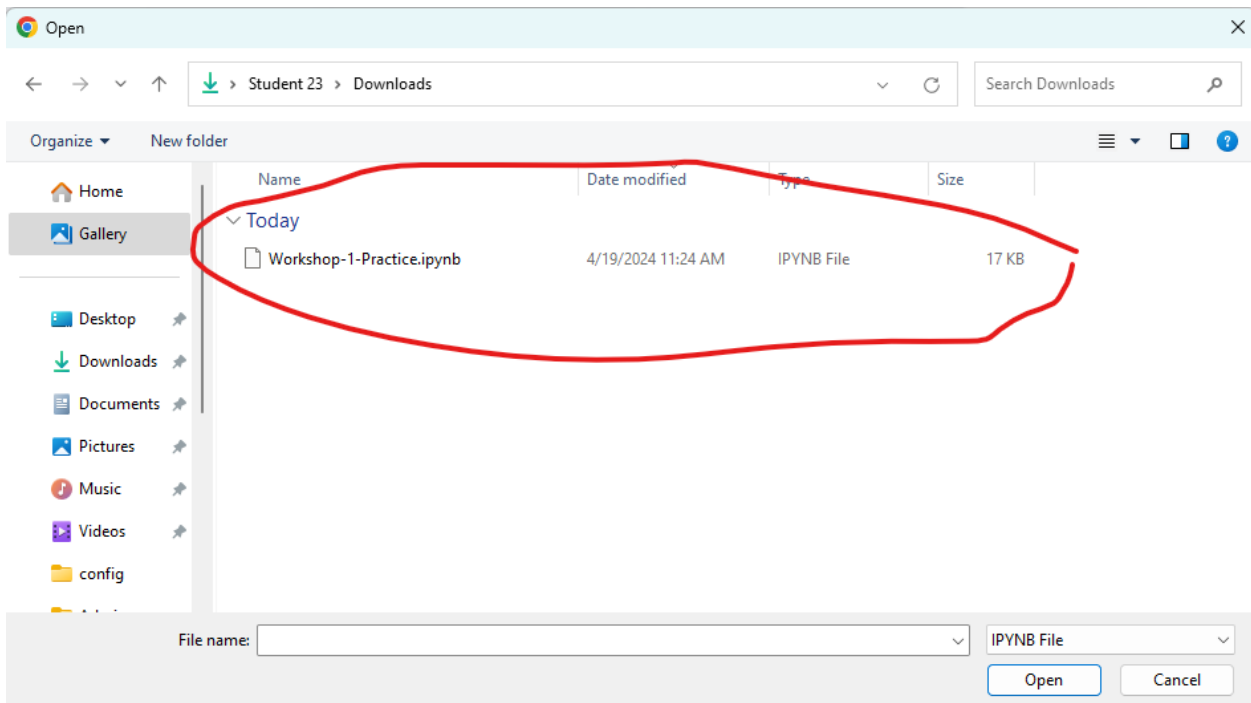 Open
Student 23 > Downloads
Search Downloads
Organize
New folder
?
Home
Gallery
Desktop
Downloads
Documents
Pictures
Music
Videos
config
Name
Date modified
Type
Size
Today
Workshop-1-Practice.ipynb
4/19/2024 11:24 AM
IPYNB File
17 KB
File name:
IPYNB File
Open
Cancel